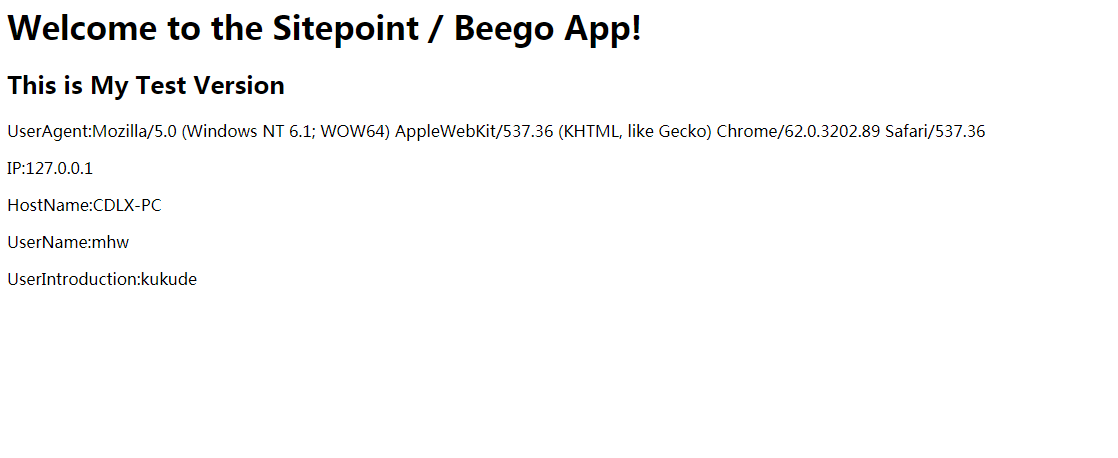 Welcome to the Sitepoint / Beego App!
This is My Test Version
UserAgent:Mozilla/5.0 (Windows NT 6.1; WOW64) AppleWebKit/537.36 (KHTML, like Gecko) Chrome/62.0.3202.89 Safari/537.36
IP:127.0.0.1
HostName:CDLX-PC
UserName:mhw
UserIntroduction:kukude